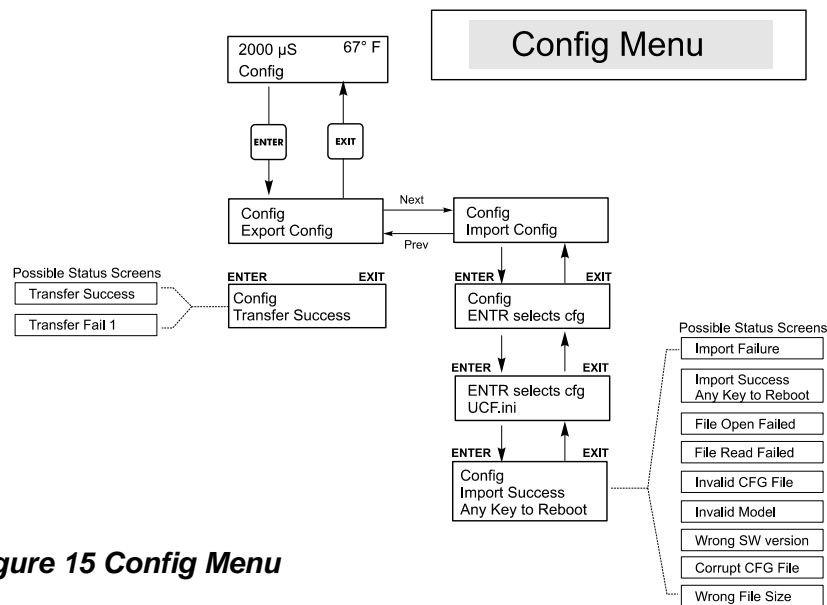 Config Menu
2000 µS 67° F
Config
ENTER EXIT
Config
Export Config
Next
Prev
Config
Import Config
Possible Status Screens
Transfer Success
Transfer Fail 1
ENTER EXIT
Config
Transfer Success
ENTER EXIT
Config
ENTR selects cfg
ENTER EXIT
ENTR selects cfg
UCF.ini
ENTER EXIT
Config
Import Success
Any Key to Reboot
Possible Status Screens
Import Failure
Import Success
Any Key to Reboot
File Open Failed
File Read Failed
Invalid CFG File
Invalid Model
Wrong SW version
Corrupt CFG File
Wrong File Size
gure 15 Config Menu